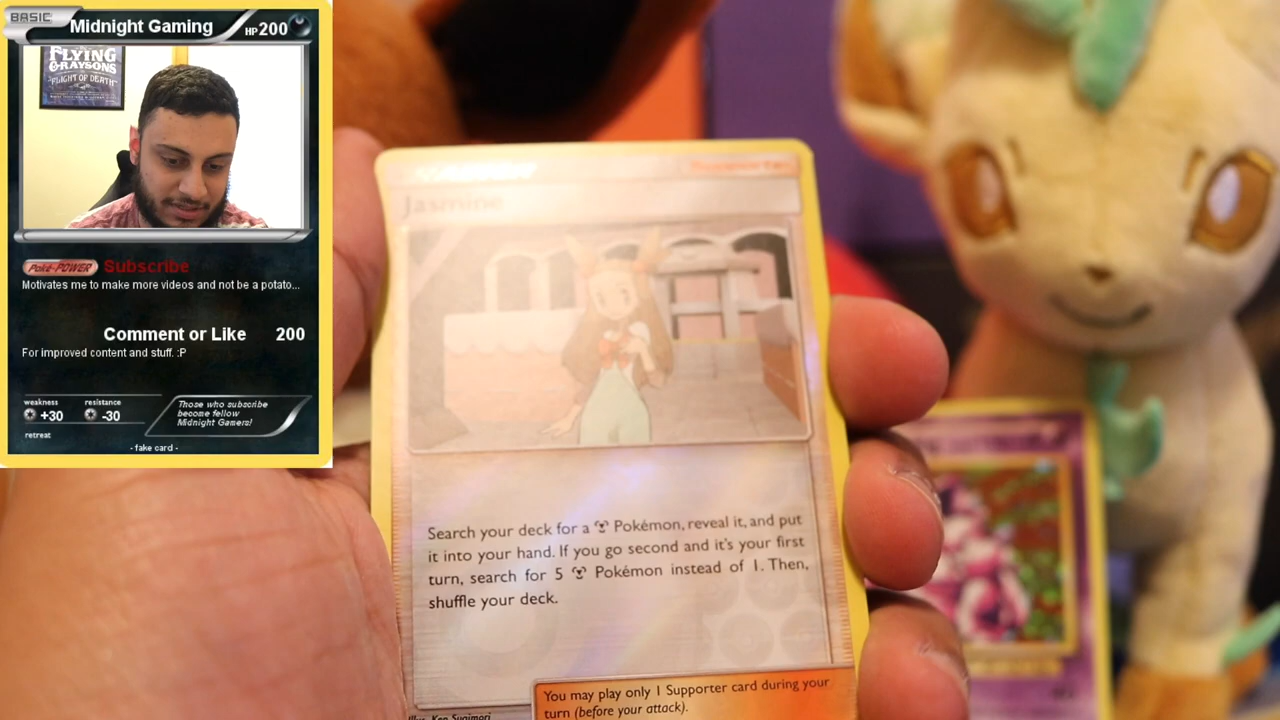 BASIC
Midnight Gaming
HP200
FLYING
GRAYSONS
"FLIGHT OF DEATH"
Poké-POWER Subscribe
Motivates me to make more videos and not be a potato...
Comment or Like 200
For improved content and stuff. :P
weakness
resistance
+30
-30
Those who subscribe
become fellow
Midnight Gamers!
retreat
- fake card -
Supporter
Jasmine
Search your deck for a Pokémon, reveal it, and put
it into your hand. If you go second and it's your first
turn, search for 5 Pokémon instead of 1. Then,
shuffle your deck.
You may play only 1 Supporter card during your
turn (before your attack).
Illus. Ken Sugimori